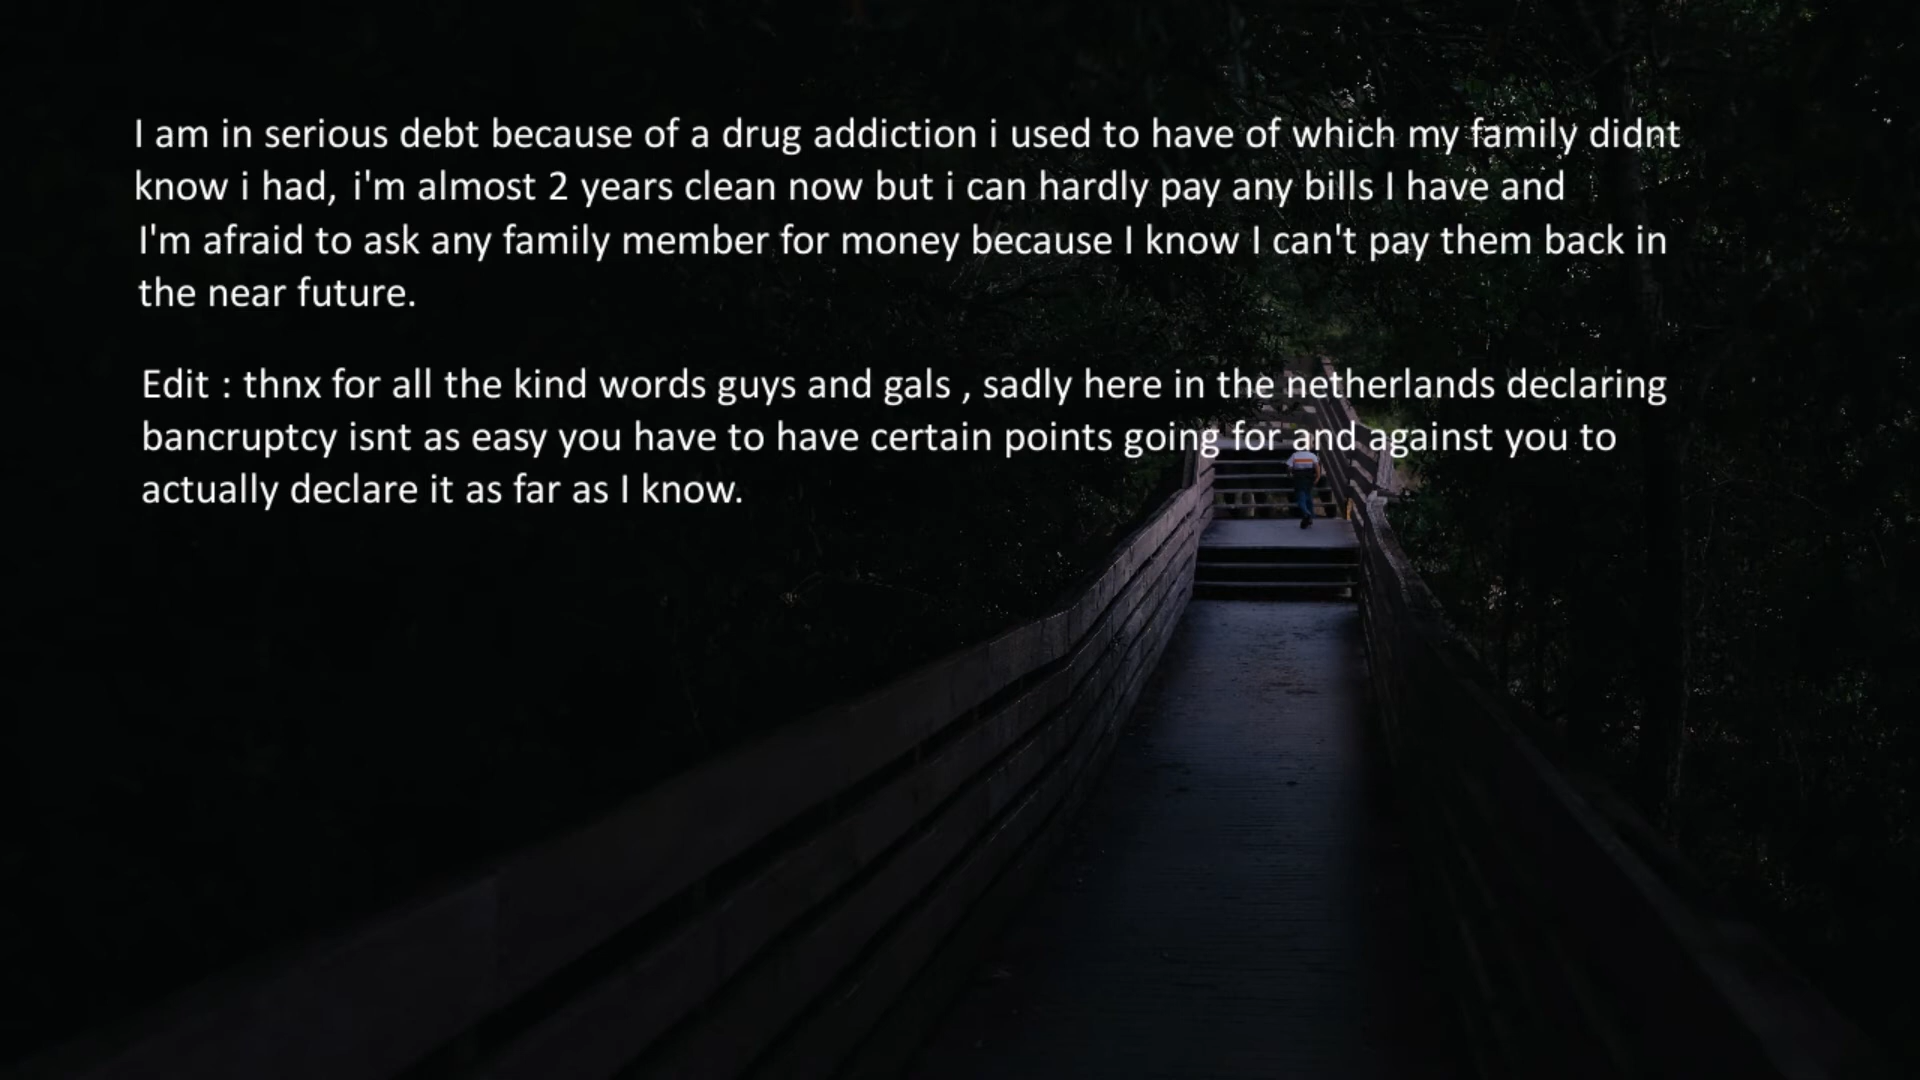 I am in serious debt because of a drug addiction i used to have of which my family didnt
know i had, i'm almost 2 years clean now but i can hardly pay any bills I have and
I'm afraid to ask any family member for money because I know I can't pay them back in
the near future.
Edit : thnx for all the kind words guys and gals , sadly here in the netherlands declaring
bancruptcy isnt as easy you have to have certain points going for and against you to
actually declare it as far as I know.